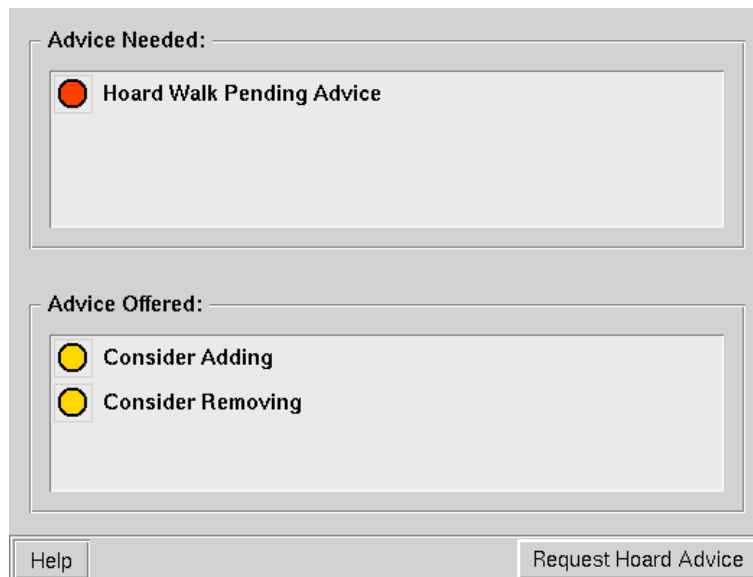 Advice Needed:
Hoard Walk Pending Advice
Advice Offered:
Consider Adding
Consider Removing
Help
Request Hoard Advice